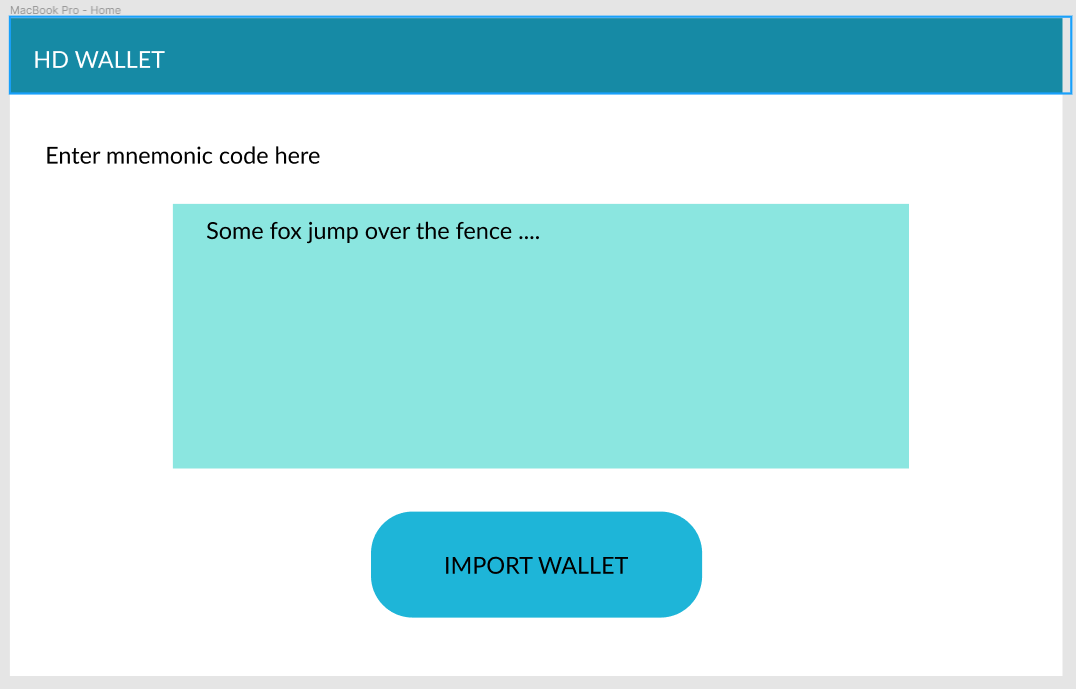 MacBook Pro - Home
HD WALLET
Enter mnemonic code here
Some fox jump over the fence ....
IMPORT WALLET